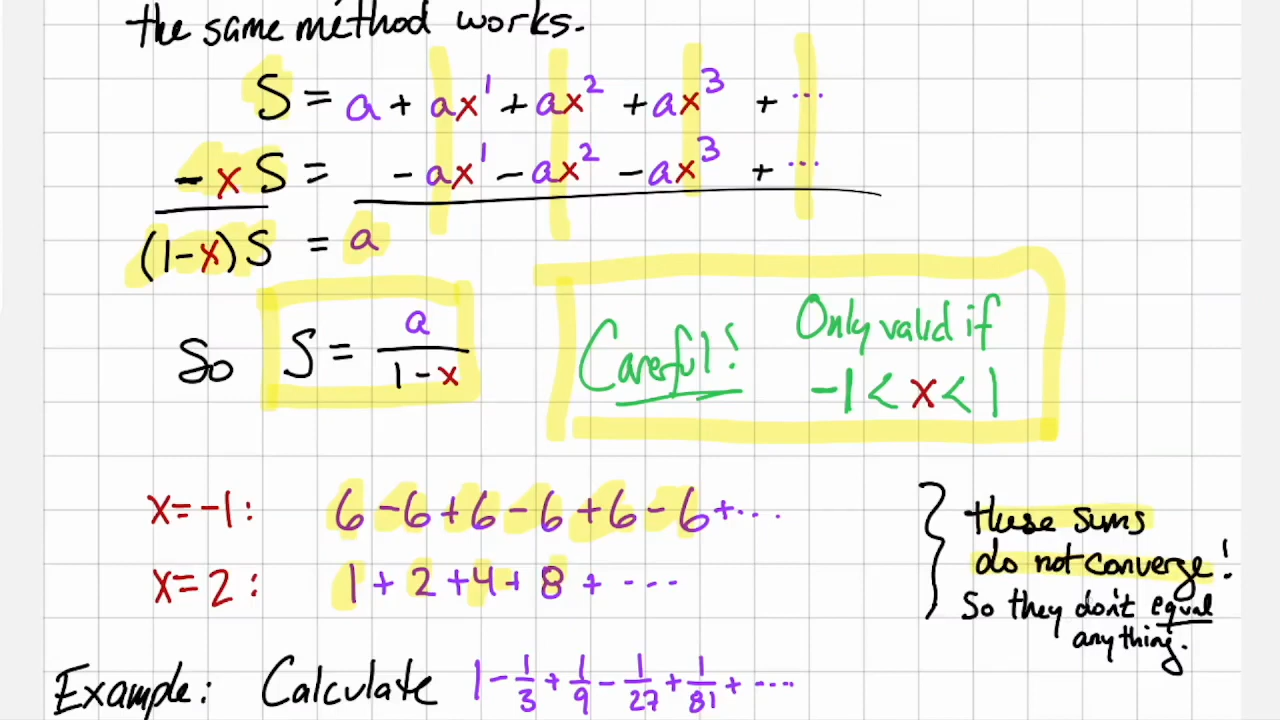 the same method works.
S = a + ax¹ + ax² + ax³ + ...
-xS = - ax¹ - ax² - ax³ + ...
(1-x)S = a
So S = a/(1-x)
Careful! Only valid if
-1 < x < 1
x = -1: 6 - 6 + 6 - 6 + 6 - 6 + ...
x = 2: 1 + 2 + 4 + 8 + ...
these sums
do not converge!
So they don't equal
anything.
Example: Calculate 1 - 1/3 + 1/9 - 1/27 + 1/81 + ....